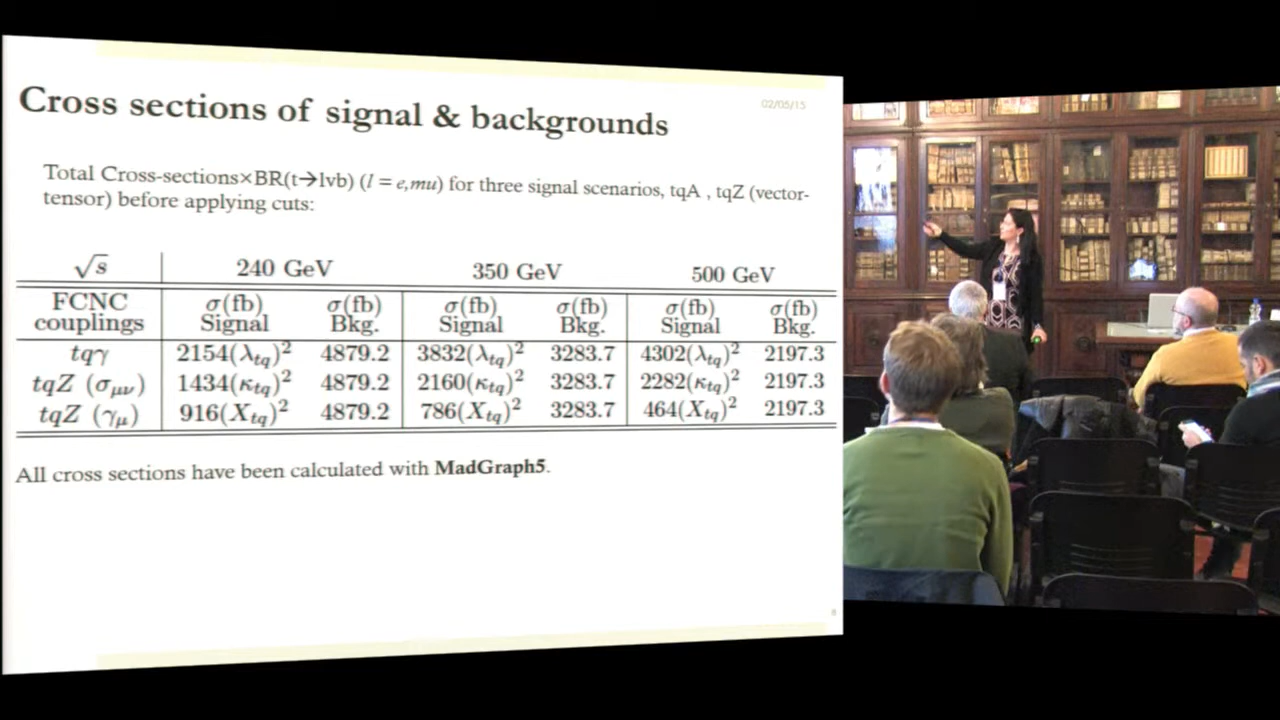 Cross sections of signal & backgrounds
02/05/15
Total Cross-sections×BR(t→lvb) (l = e,mu) for three signal scenarios, tqA , tqZ (vector-
tensor) before applying cuts:
√s 240 GeV 350 GeV 500 GeV
FCNC couplings σ(fb) Signal σ(fb) Bkg. σ(fb) Signal σ(fb) Bkg. σ(fb) Signal σ(fb) Bkg.
tqγ 2154(λtq)² 4879.2 3832(λtq)² 3283.7 4302(λtq)² 2197.3
tqZ (σμν) 1434(κtq)² 4879.2 2160(κtq)² 3283.7 2282(κtq)² 2197.3
tqZ (γμ) 916(Xtq)² 4879.2 786(Xtq)² 3283.7 464(Xtq)² 2197.3
All cross sections have been calculated with MadGraph5.
8